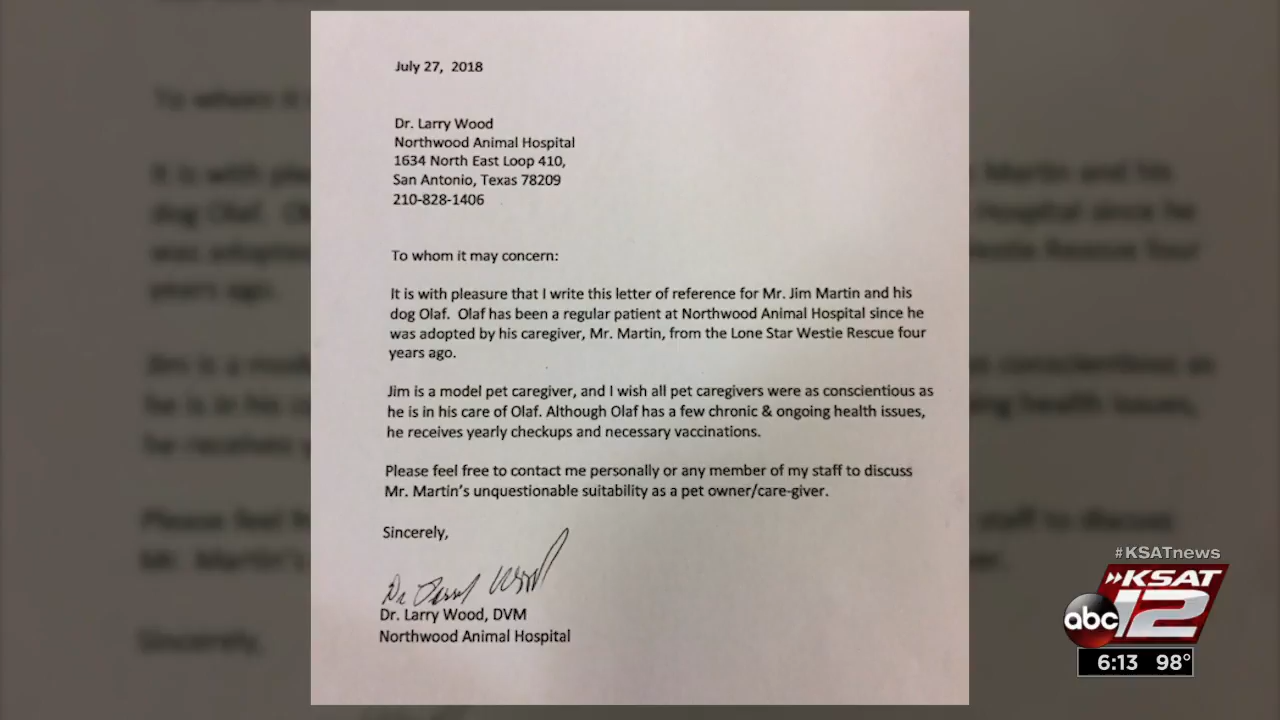 July 27, 2018
Dr. Larry Wood
Northwood Animal Hospital
1634 North East Loop 410,
San Antonio, Texas 78209
210-828-1406
To whom it may concern:
It is with pleasure that I write this letter of reference for Mr. Jim Martin and his
dog Olaf. Olaf has been a regular patient at Northwood Animal Hospital since he
was adopted by his caregiver, Mr. Martin, from the Lone Star Westie Rescue four
years ago.
Jim is a model pet caregiver, and I wish all pet caregivers were as conscientious as
he is in his care of Olaf. Although Olaf has a few chronic & ongoing health issues,
he receives yearly checkups and necessary vaccinations.
Please feel free to contact me personally or any member of my staff to discuss
Mr. Martin's unquestionable suitability as a pet owner/care-giver.
Sincerely,
Dr. Larry Wood, DVM
Northwood Animal Hospital
#KSATnews
KSAT
abc 12
6:13 98°